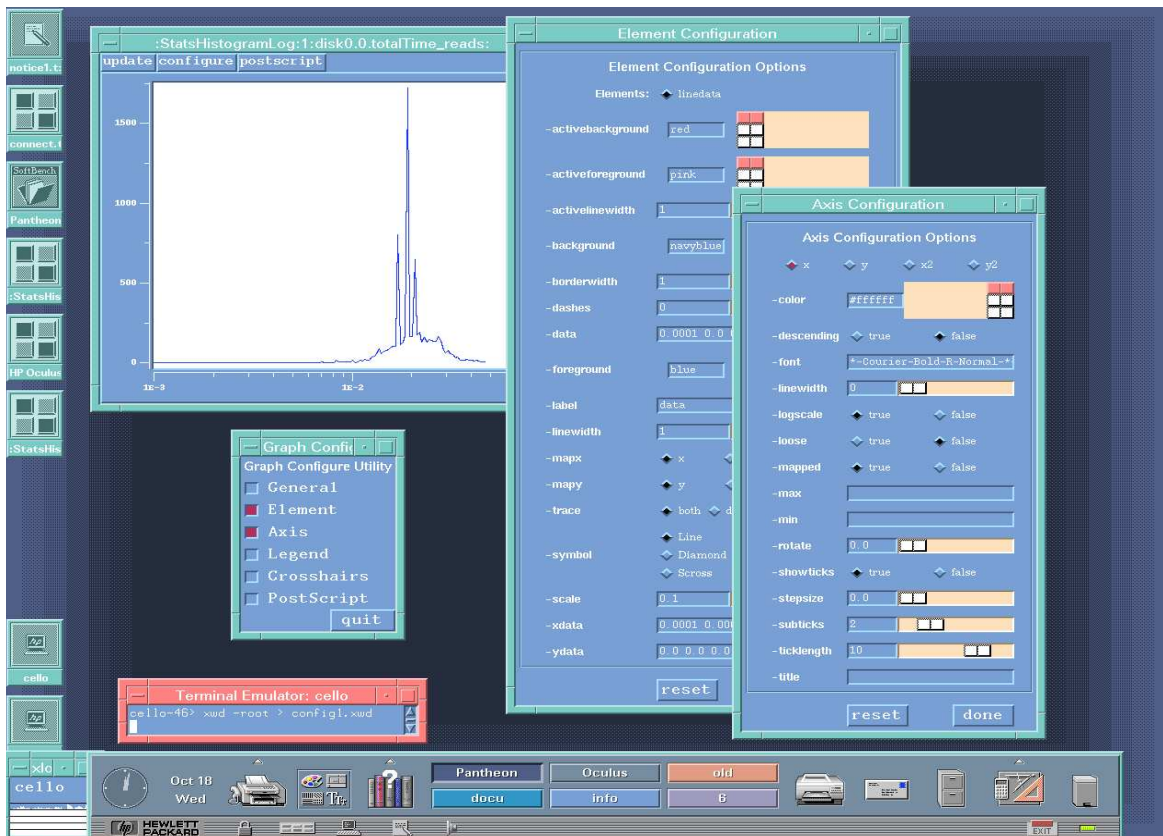 notice1.t:
connect.t
SoftBench
Pantheon
:StatsHis
HP Oculus
:StatsHis
cello
:StatsHistogramLog:1:disk0.0.totalTime_reads:
update configure postscript
1500
1000
500
0
1E-3
1E-2
Graph Config
Graph Configure Utility
General
Element
Axis
Legend
Crosshairs
PostScript
quit
Terminal Emulator: cello
cello-46> xwd -root > config1.xwd
Element Configuration
Element Configuration Options
Elements: linedata
-activebackground red
-activeforeground pink
-activelinewidth 1
-background navyblue
-borderwidth 1
-dashes 0
-data 0.0001 0.0
-foreground blue
-label data
-linewidth 1
-mapx x
-mapy y
-trace both d
Line
-symbol Diamond
Scross
-scale 0.1
-xdata 0.0001 0.00
-ydata 0.0 0.0 0.0
reset
Axis Configuration
Axis Configuration Options
x y x2 y2
-color #ffffff
-descending true false
-font *-Courier-Bold-R-Normal-*
-linewidth 0
-logscale true false
-loose true false
-mapped true false
-max
-min
-rotate 0.0
-showticks true false
-stepsize 0.0
-subticks 2
-ticklength 10
-title
reset done
xlo
cello
Oct 18
Wed
Pantheon Oculus old
docu info 6
hp HEWLETT
PACKARD
EXIT